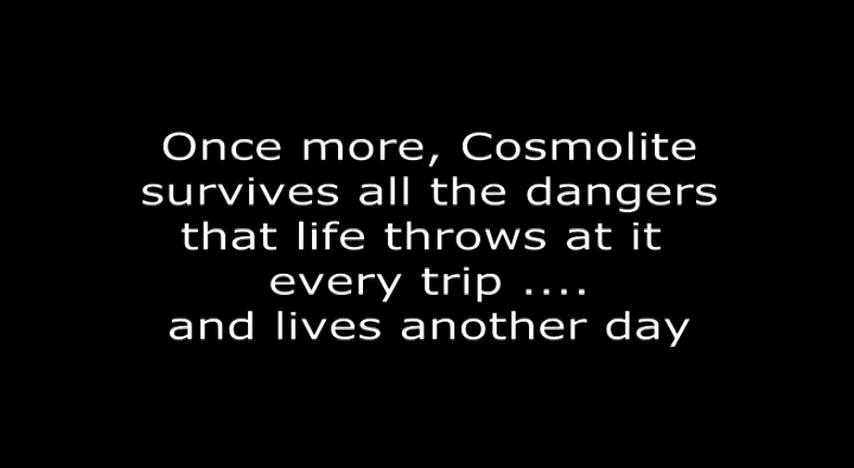 Once more, Cosmolite
survives all the dangers
that life throws at it
every trip ....
and lives another day